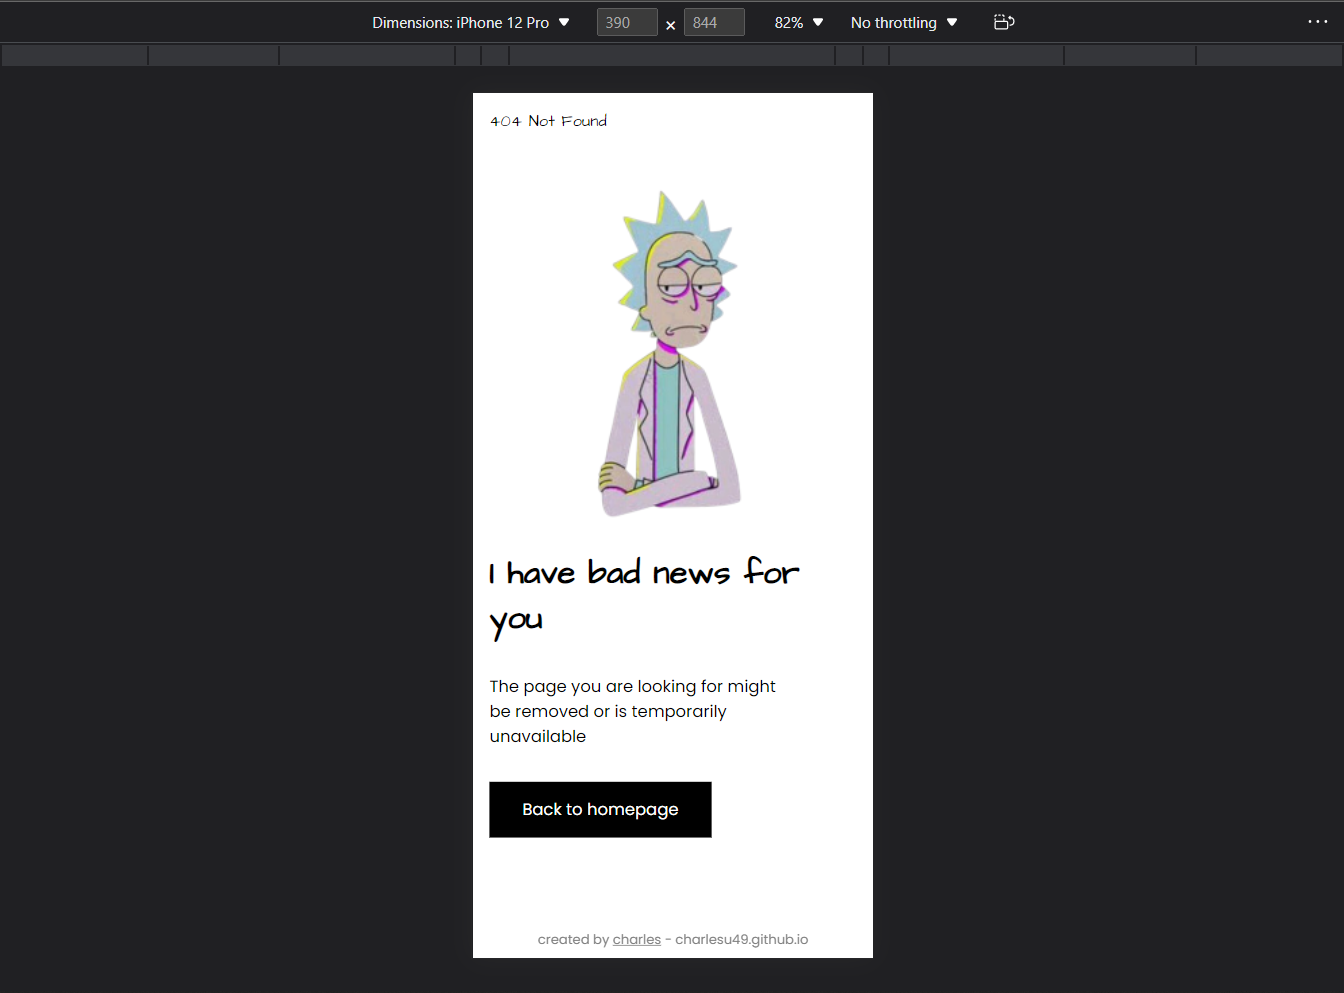 Dimensions: iPhone 12 Pro 390 × 844 82% No throttling
404 Not Found
I have bad news for
you
The page you are looking for might
be removed or is temporarily
unavailable
Back to homepage
created by charles - charlesu49.github.io